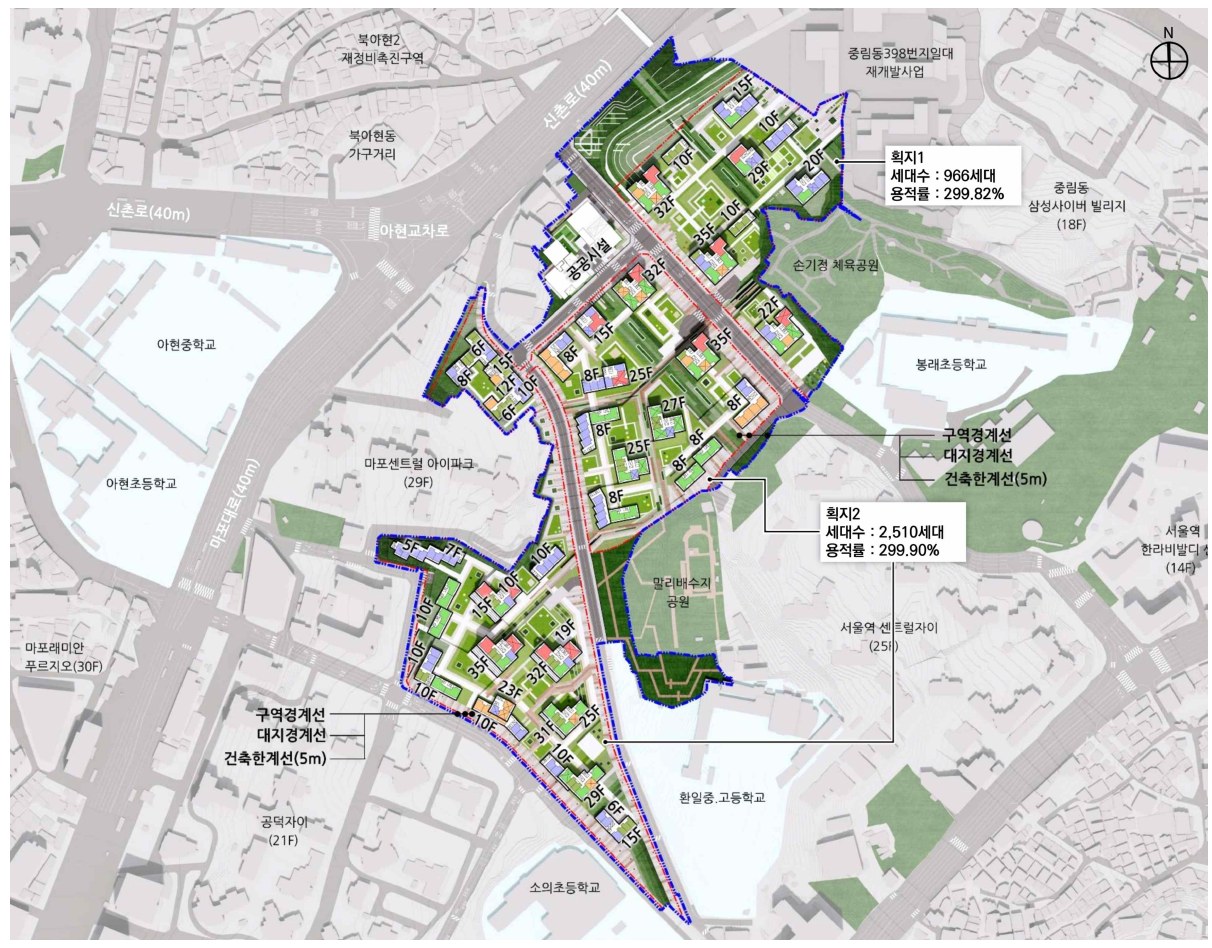 N
북아현2
재정비촉진구역
신촌로(40m)
중림동398번지일대
재개발사업
북아현동
가구거리
15F
10F
10F
29F
20F
획지1
세대수 : 966세대
용적률 : 299.82%
32F
10F
중림동
삼성사이버 빌리지
(18F)
신촌로(40m)
아현교차로
공공시설
35F
손기정 체육공원
32F
22F
아현중학교
15F
6F
8F
15F
8F
12F
10F
6F
8F
25F
35F
8F
봉래초등학교
27F
8F
25F
8F
8F
8F
구역경계선
대지경계선
건축한계선(5m)
마포센트럴 아이파크
(29F)
아현초등학교
마포대로(40m)
획지2
세대수 : 2,510세대
용적률 : 299.90%
서울역
한라비발디 센
(14F)
5F
7F
10F
10F
15F
10F
말리배수지
공원
서울역 센트럴자이
(25F)
마포래미안
푸르지오(30F)
10F
19F
35F
32F
10F
23F
10F
25F
31F
구역경계선
대지경계선
건축한계선(5m)
10F
29F
6F
15F
환일중.고등학교
공덕자이
(21F)
소의초등학교